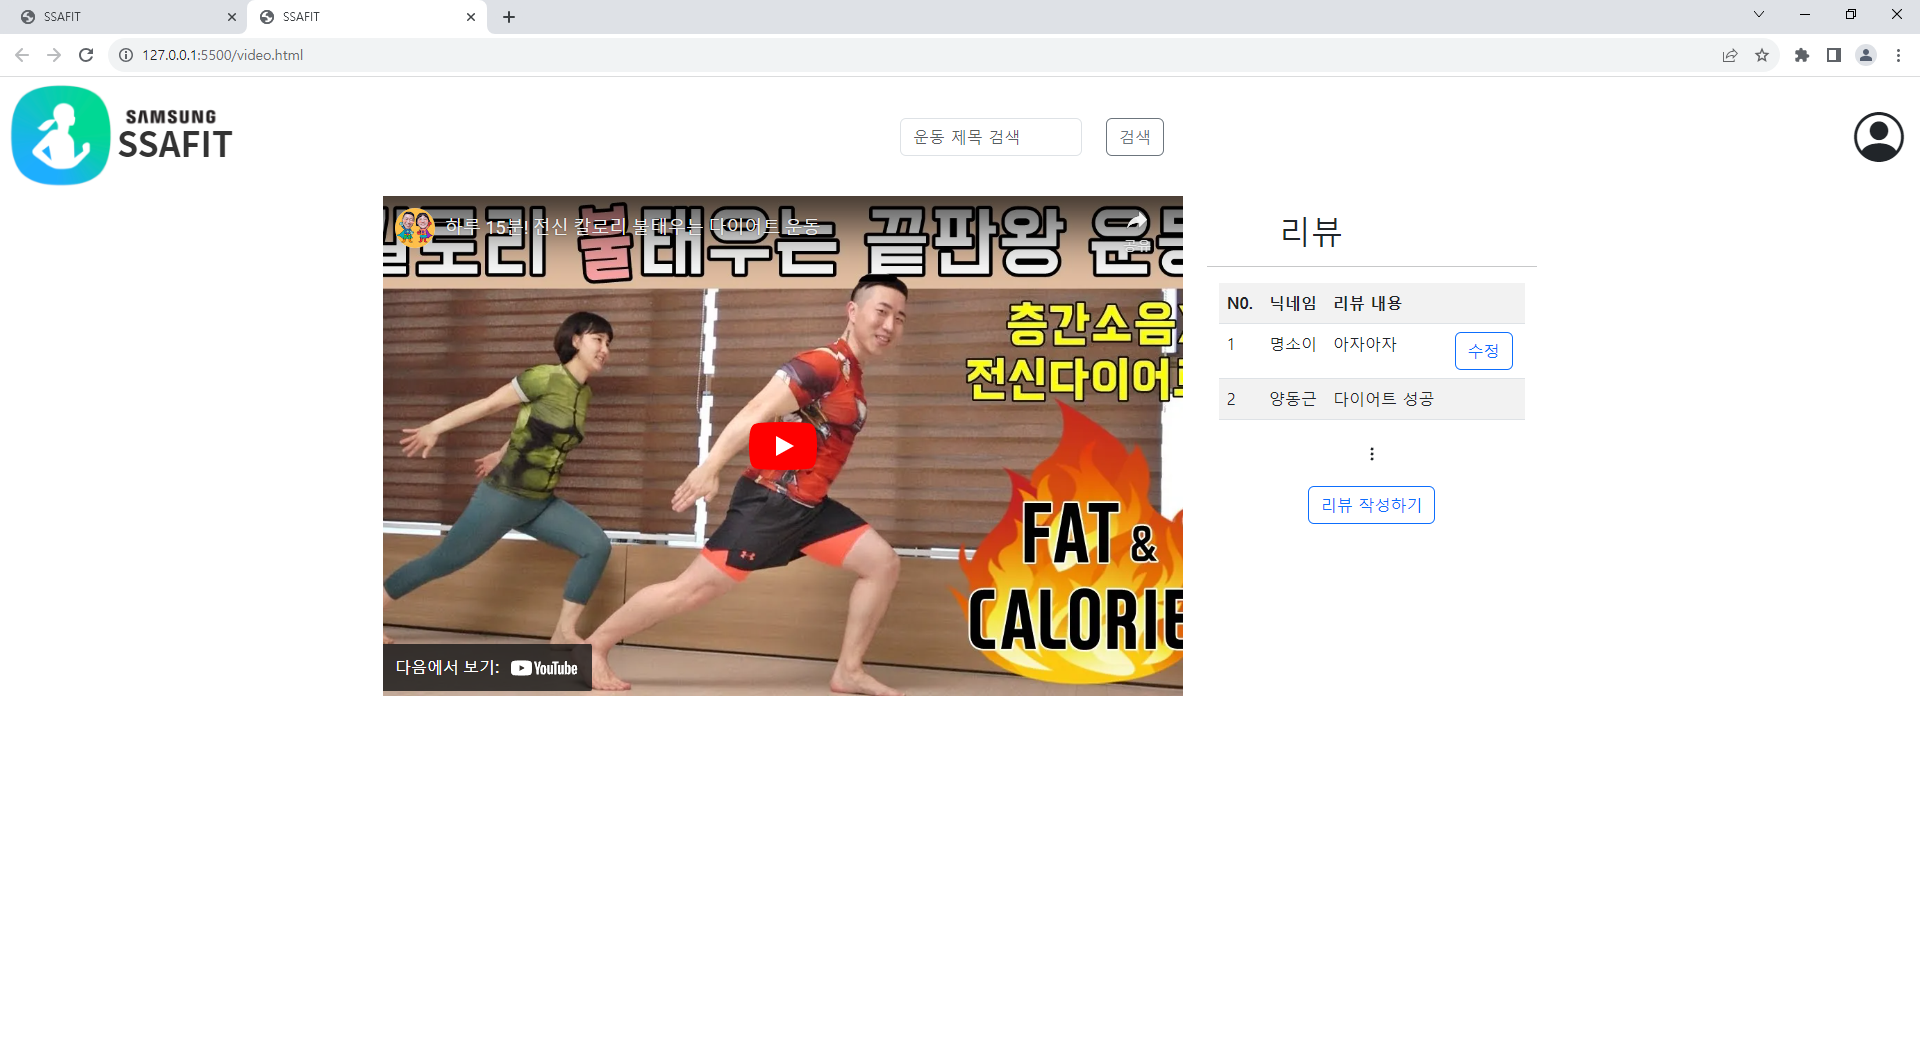 SSAFIT
SSAFIT
127.0.0.1:5500/video.html
SAMSUNG
SSAFIT
운동 제목 검색
검색
하루 15분! 전신 칼로리 불태우는 다이어트 운동
공유
칼로리 불태우는 끝판왕 운동
층간소음X
전신다이어트
FAT &
CALORIE
다음에서 보기: YouTube
리뷰
N0. 닉네임 리뷰 내용
1 명소이 아자아자 수정
2 양동근 다이어트 성공
리뷰 작성하기